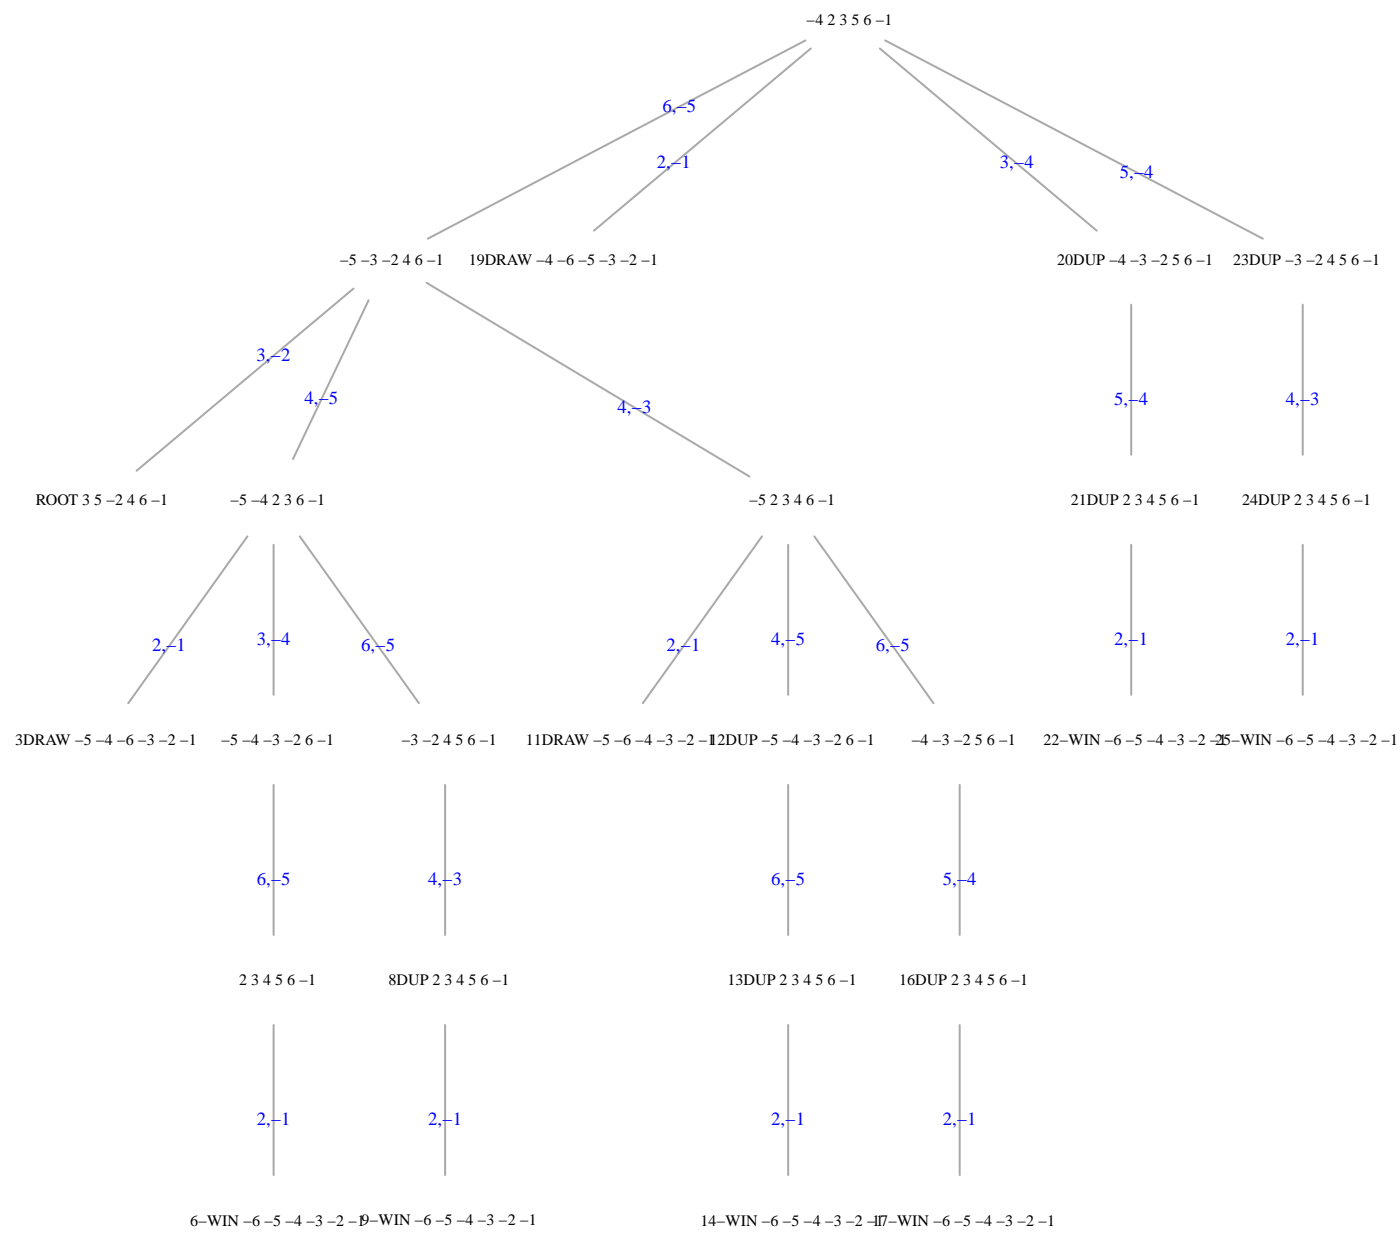 −4 2 3 5 6 −1
6,−5
2,−1
3,−4
5,−4
−5 −3 −2 4 6 −1
19DRAW −4 −6 −5 −3 −2 −1
20DUP −4 −3 −2 5 6 −1
23DUP −3 −2 4 5 6 −1
3,−2
4,−5
4,−3
5,−4
4,−3
ROOT 3 5 −2 4 6 −1
−5 −4 2 3 6 −1
−5 2 3 4 6 −1
21DUP 2 3 4 5 6 −1
24DUP 2 3 4 5 6 −1
2,−1
3,−4
6,−5
2,−1
4,−5
6,−5
2,−1
2,−1
3DRAW −5 −4 −6 −3 −2 −1
−5 −4 −3 −2 6 −1
−3 −2 4 5 6 −1
11DRAW −5 −6 −4 −3 −2 −1
12DUP −5 −4 −3 −2 6 −1
−4 −3 −2 5 6 −1
22−WIN −6 −5 −4 −3 −2 −1
25−WIN −6 −5 −4 −3 −2 −1
6,−5
4,−3
6,−5
5,−4
2 3 4 5 6 −1
8DUP 2 3 4 5 6 −1
13DUP 2 3 4 5 6 −1
16DUP 2 3 4 5 6 −1
2,−1
2,−1
2,−1
2,−1
6−WIN −6 −5 −4 −3 −2 −1
9−WIN −6 −5 −4 −3 −2 −1
14−WIN −6 −5 −4 −3 −2 −1
17−WIN −6 −5 −4 −3 −2 −1